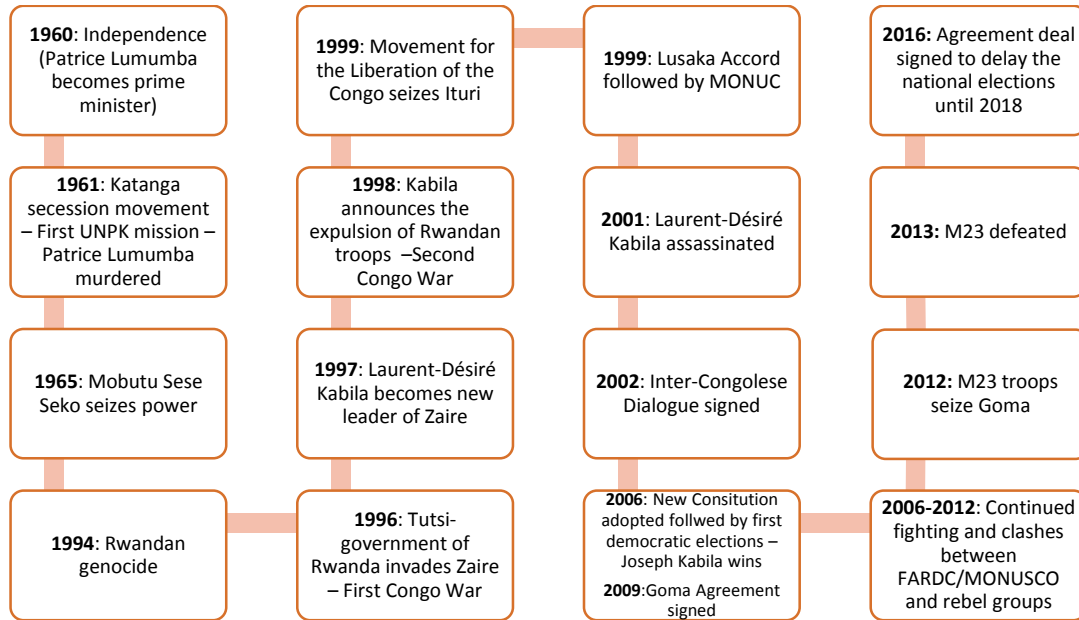 1960: Independence
(Patrice Lumumba
becomes prime
minister)
1961: Katanga
secession movement
– First UNPK mission –
Patrice Lumumba
murdered
1965: Mobutu Sese
Seko seizes power
1994: Rwandan
genocide
1996: Tutsi-
government of
Rwanda invades Zaire
– First Congo War
1997: Laurent-Désiré
Kabila becomes new
leader of Zaire
1998: Kabila
announces the
expulsion of Rwandan
troops –Second
Congo War
1999: Movement for
the Liberation of the
Congo seizes Ituri
1999: Lusaka Accord
followed by MONUC
2001: Laurent-Désiré
Kabila assassinated
2002: Inter-Congolese
Dialogue signed
2006: New Consitution
adopted follwed by first
democratic elections –
Joseph Kabila wins
2009:Goma Agreement
signed
2006-2012: Continued
fighting and clashes
between
FARDC/MONUSCO
and rebel groups
2012: M23 troops
seize Goma
2013: M23 defeated
2016: Agreement deal
signed to delay the
national elections
until 2018